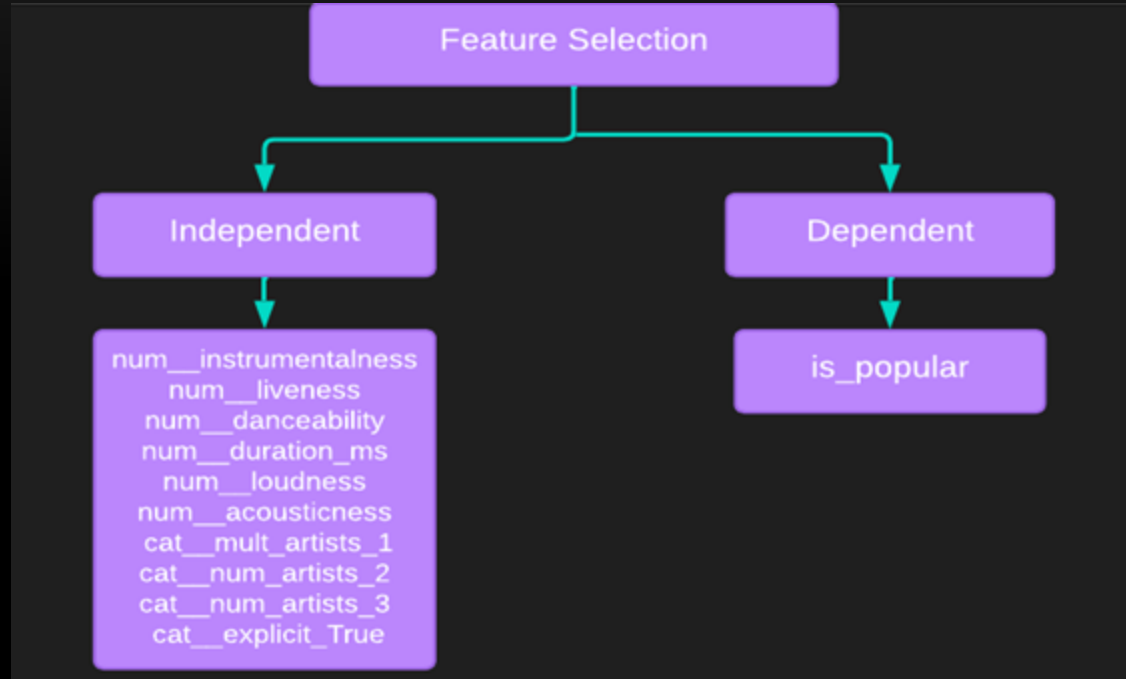 Feature Selection
Independent
Dependent
num__instrumentalness
num__liveness
num__danceability
num__duration_ms
num__loudness
num__acousticness
cat__mult_artists_1
cat__num_artists_2
cat__num_artists_3
cat__explicit_True
is_popular